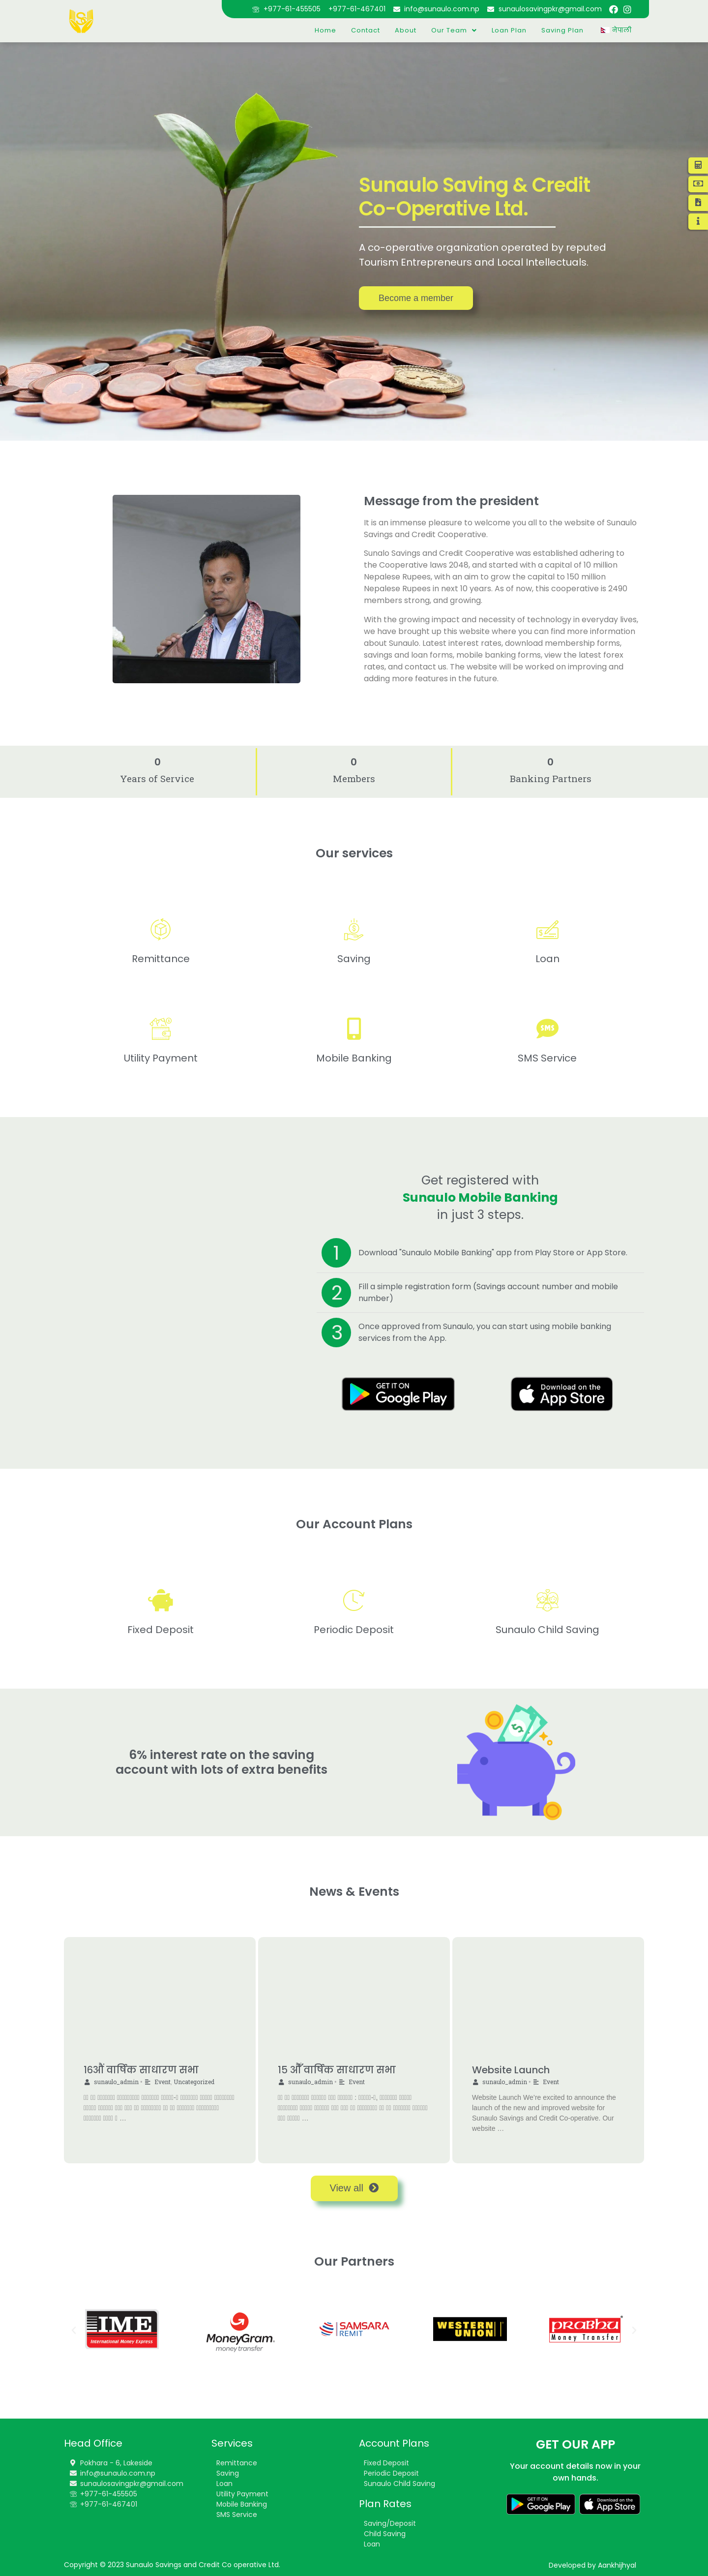 +977-61-455505 +977-61-467401 info@sunaulo.com.np sunaulosavingpkr@gmail.com
Home Contact About Our Team Loan Plan Saving Plan नेपाली
Sunaulo Saving & Credit
Co-Operative Ltd.
A co-operative organization operated by reputed
Tourism Entrepreneurs and Local Intellectuals.
Become a member
Message from the president
It is an immense pleasure to welcome you all to the website of Sunaulo
Savings and Credit Cooperative.
Sunalo Savings and Credit Cooperative was established adhering to
the Cooperative laws 2048, and started with a capital of 10 million
Nepalese Rupees, with an aim to grow the capital to 150 million
Nepalese Rupees in next 10 years. As of now, this cooperative is 2490
members strong, and growing.
With the growing impact and necessity of technology in everyday lives,
we have brought up this website where you can find more information
about Sunaulo. Latest interest rates, download membership forms,
savings and loan forms, mobile banking forms, view the latest forex
rates, and contact us. The website will be worked on improving and
adding more features in the future.
0 0 0
Years of Service Members Banking Partners
Our services
Remittance Saving Loan
SMS
Utility Payment Mobile Banking SMS Service
Get registered with
Sunaulo Mobile Banking
in just 3 steps.
1 Download "Sunaulo Mobile Banking" app from Play Store or App Store.
2 Fill a simple registration form (Savings account number and mobile
number)
3 Once approved from Sunaulo, you can start using mobile banking
services from the App.
GET IT ON Google Play Download on the App Store
Our Account Plans
Fixed Deposit Periodic Deposit Sunaulo Child Saving
6% interest rate on the saving
account with lots of extra benefits
News & Events
१६औं वार्षिक साधारण सभा
sunaulo_admin - Event, Uncategorized
१५ औँ वार्षिक साधारण सभा
sunaulo_admin - Event
Website Launch
sunaulo_admin - Event
Website Launch We're excited to announce the
launch of the new and improved website for
Sunaulo Savings and Credit Co-operative. Our
website …
View all
Our Partners
IME
International Money Express
MoneyGram
money transfer
SAMSARA
REMIT
WESTERN
UNION
prabhu
Money Transfer
Head Office
Pokhara - 6, Lakeside
info@sunaulo.com.np
sunaulosavingpkr@gmail.com
+977-61-455505
+977-61-467401
Services
Remittance
Saving
Loan
Utility Payment
Mobile Banking
SMS Service
Account Plans
Fixed Deposit
Periodic Deposit
Sunaulo Child Saving
Plan Rates
Saving/Deposit
Child Saving
Loan
GET OUR APP
Your account details now in your
own hands.
GET IT ON Google Play Download on the App Store
Copyright © 2023 Sunaulo Savings and Credit Co operative Ltd.
Developed by Aankhijhyal